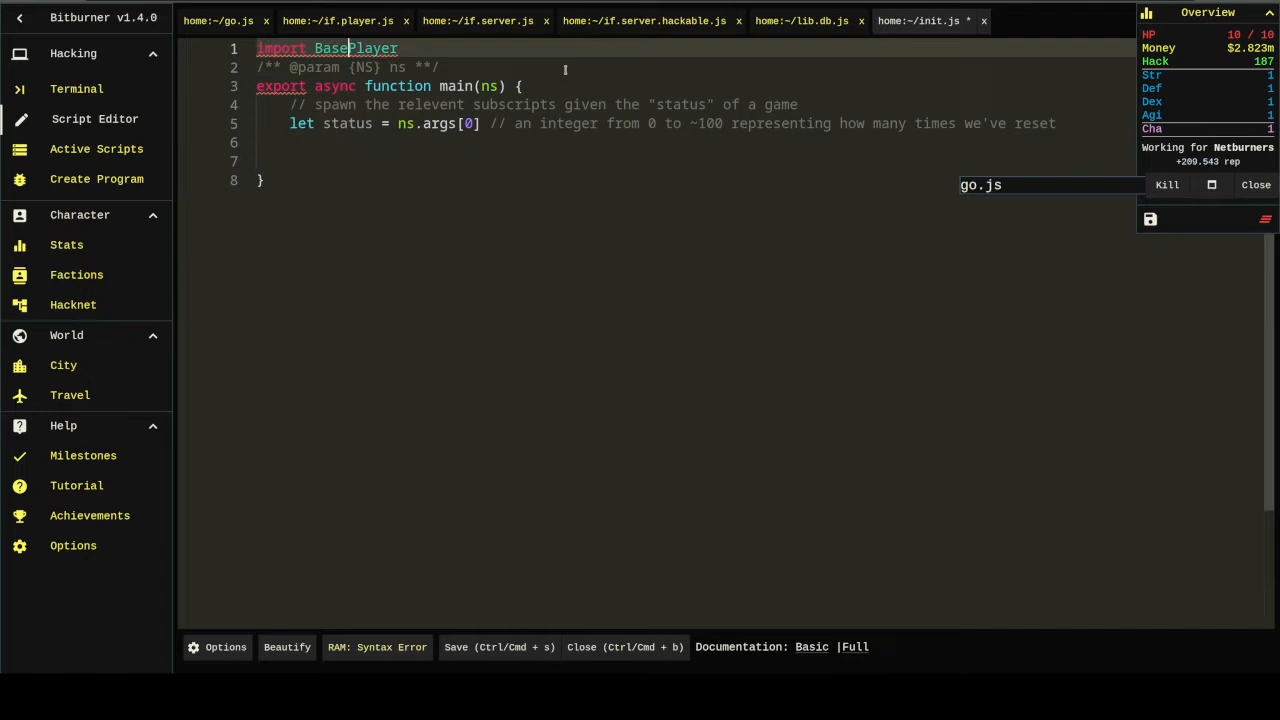 Bitburner v1.4.0
Hacking
Terminal
Script Editor
Active Scripts
Create Program
Character
Stats
Factions
Hacknet
World
City
Travel
Help
Milestones
Tutorial
Achievements
Options
home:~/go.js x
home:~/if.player.js x
home:~/if.server.js x
home:~/if.server.hackable.js x
home:~/lib.db.js x
home:~/init.js * x
1 import BasePlayer
2 /** @param {NS} ns **/
3 export async function main(ns) {
4 // spawn the relevent subscripts given the "status" of a game
5 let status = ns.args[0] // an integer from 0 to ~100 representing how many times we've reset
6
7
8 }
go.js
Overview
HP 10 / 10
Money $2.823m
Hack 187
Str 1
Def 1
Dex 1
Agi 1
Cha 1
Working for Netburners
+209.543 rep
Kill Close
Options Beautify RAM: Syntax Error Save (Ctrl/Cmd + s) Close (Ctrl/Cmd + b) Documentation: Basic |Full